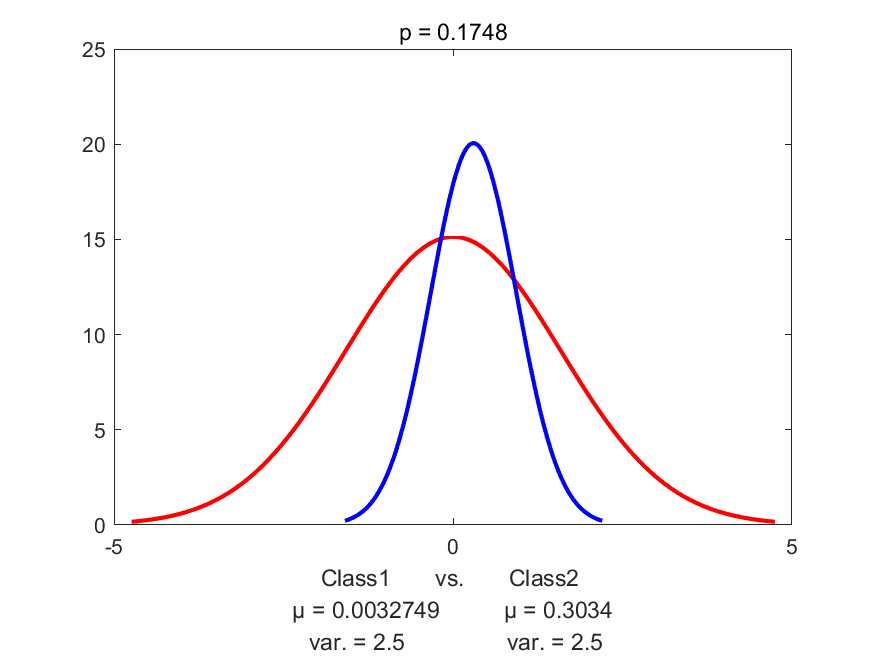 p = 0.1748
25
20
15
10
5
0
-5 0 5
Class1 vs. Class2
μ = 0.0032749 μ = 0.3034
var. = 2.5 var. = 2.5